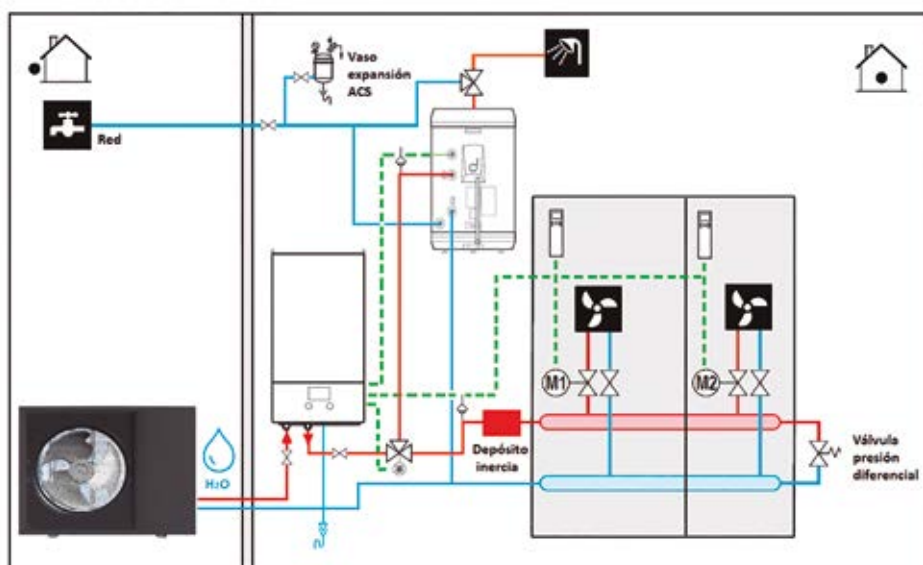 Vaso
expansión
ACS
Red
M1
M2
Depósito
inercia
Válvula
presión
diferencial
H₂O